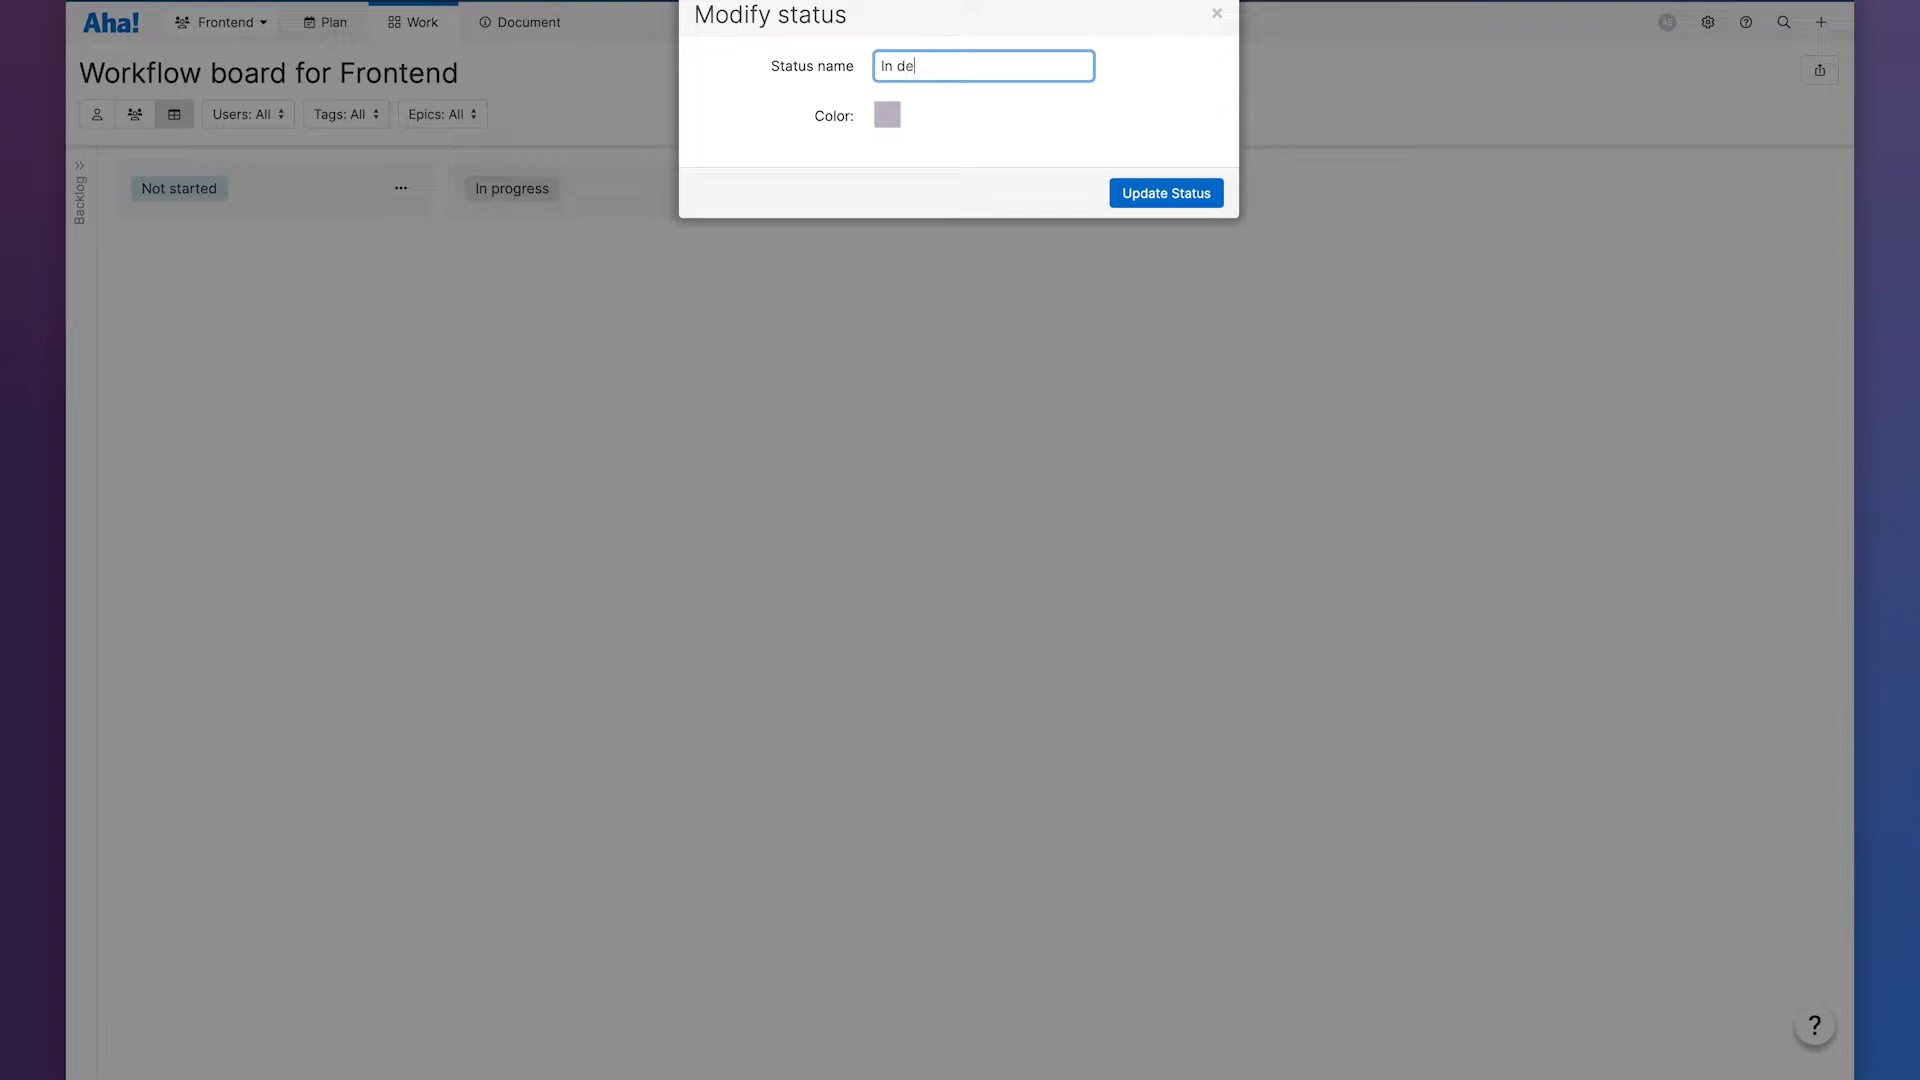 Aha!
Frontend
Plan
Work
Document
Modify status
×
Workflow board for Frontend
Status name
In de
Users: All
Tags: All
Epics: All
Color:
Backlog
Not started
In progress
Update Status
?